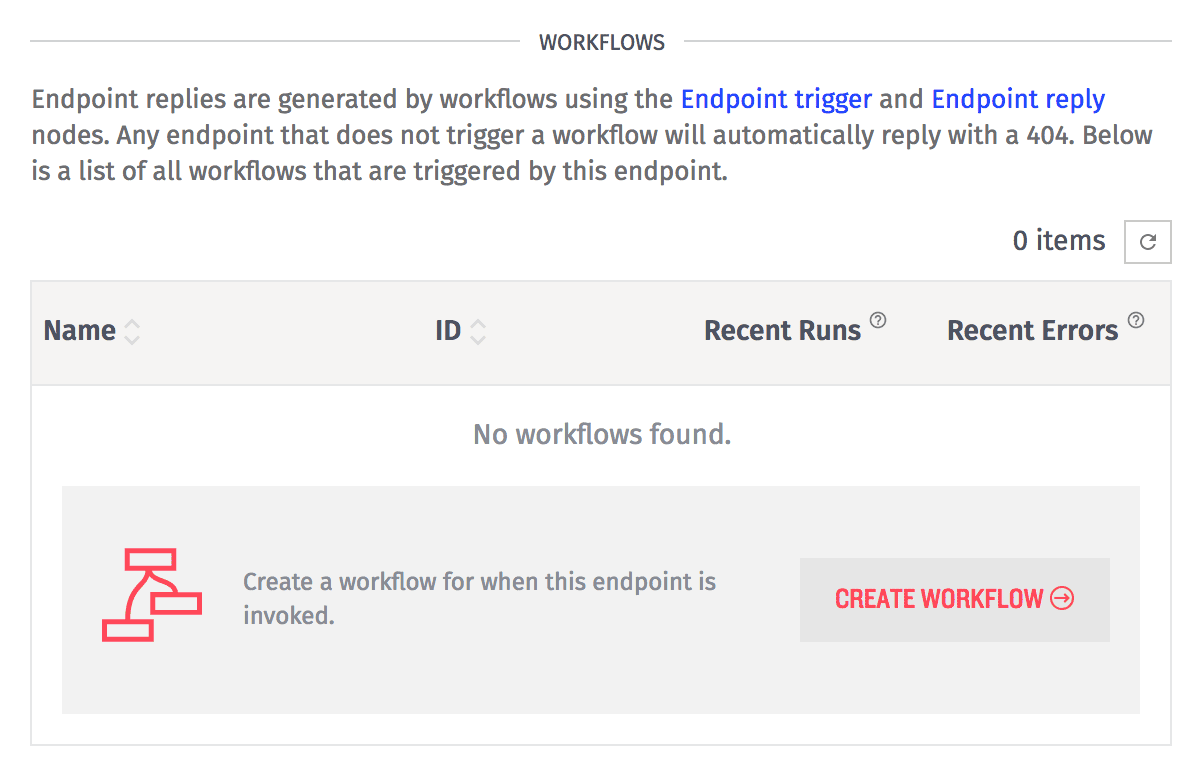 WORKFLOWS
Endpoint replies are generated by workflows using the Endpoint trigger and Endpoint reply
nodes. Any endpoint that does not trigger a workflow will automatically reply with a 404. Below
is a list of all workflows that are triggered by this endpoint.
0 items
Name ID Recent Runs ? Recent Errors ?
No workflows found.
Create a workflow for when this endpoint is
invoked.
CREATE WORKFLOW